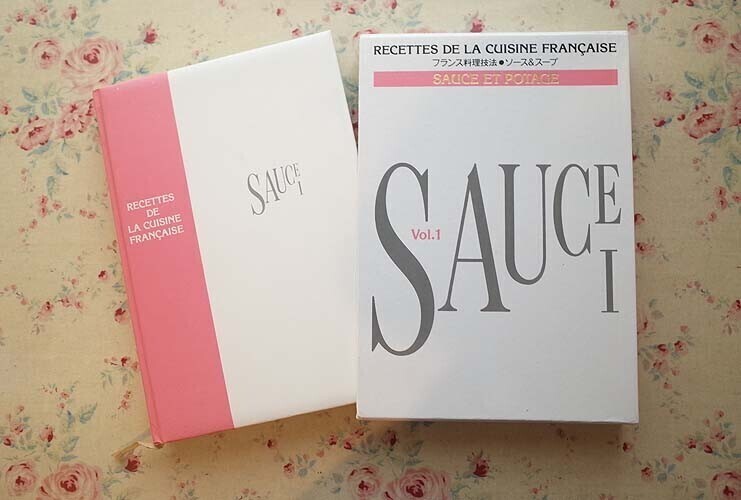 RECETTES
DE
LA CUISINE
FRANÇAISE
SAUCE
I
RECETTES DE LA CUISINE FRANÇAISE
フランス料理技法●ソース&スープ
SAUCE ET POTAGE
Vol.1
SAUCE
I